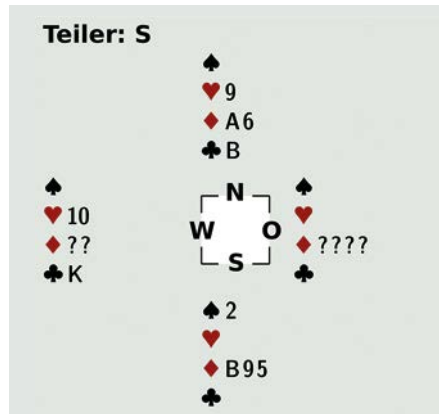 Teiler: S
♠
♥ 9
♦ A6
♣ B
♠
♥ 10
♦ ??
♣ K
N
W O
S
♠
♥
♦ ????
♣
♠ 2
♥
♦ B95
♣